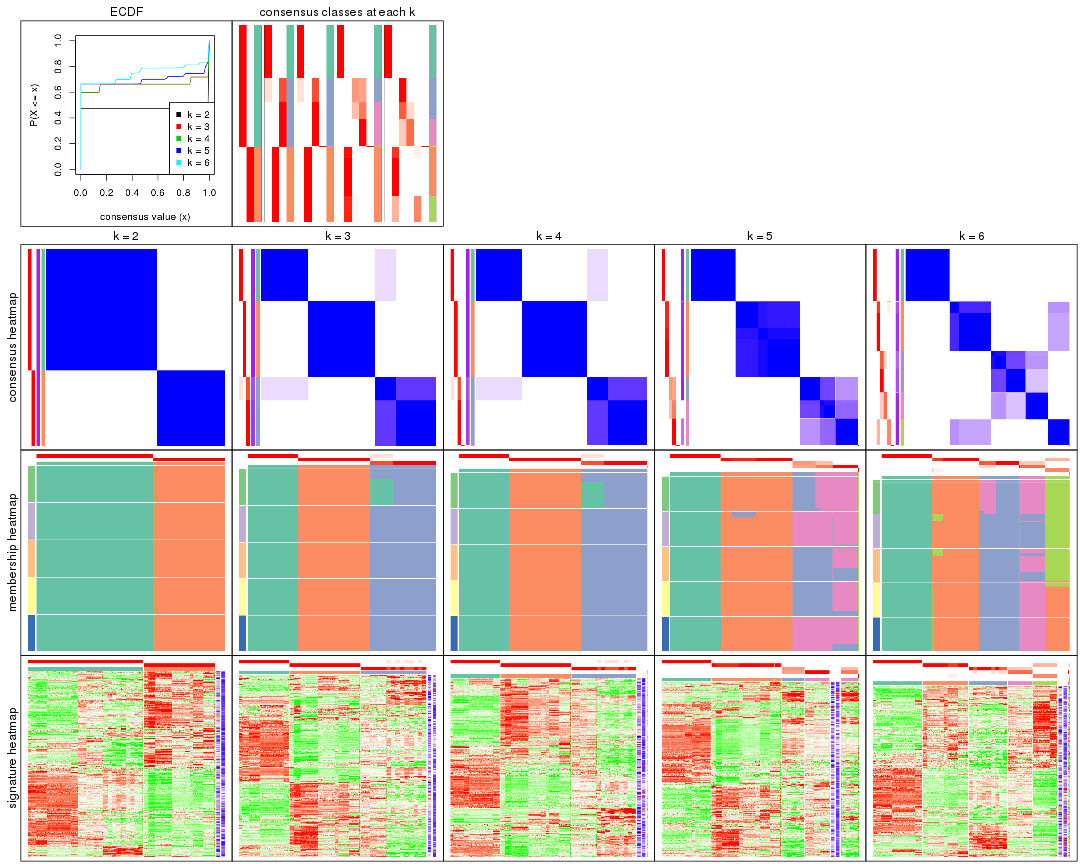 ECDF
consensus classes at each k
P(X <= x)
0.0 0.2 0.4 0.6 0.8 1.0
k = 2
k = 3
k = 4
k = 5
k = 6
0.0 0.2 0.4 0.6 0.8 1.0
consensus value (x)
k = 2 k = 3 k = 4 k = 5 k = 6
consensus heatmap
membership heatmap
signature heatmap